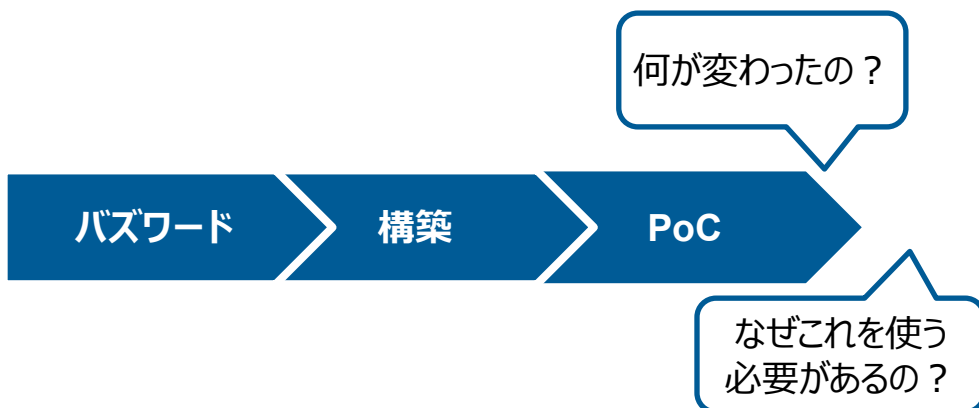 何が変わったの？
バズワード
構築
PoC
なぜこれを使う
必要があるの？